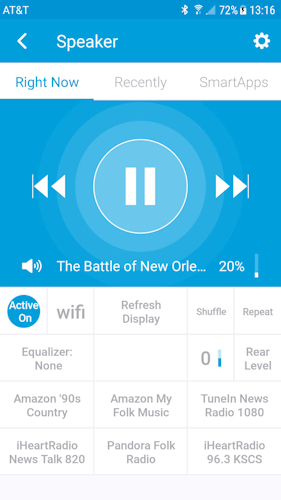 AT&T 72% 13:16
Speaker
Right Now Recently SmartApps
The Battle of New Orle... 20%
Active On wifi Refresh Display Shuffle Repeat
Equalizer: None 0 Rear Level
Amazon '90s Country Amazon My Folk Music TuneIn News Radio 1080
iHeartRadio News Talk 820 Pandora Folk Radio iHeartRadio 96.3 KSCS